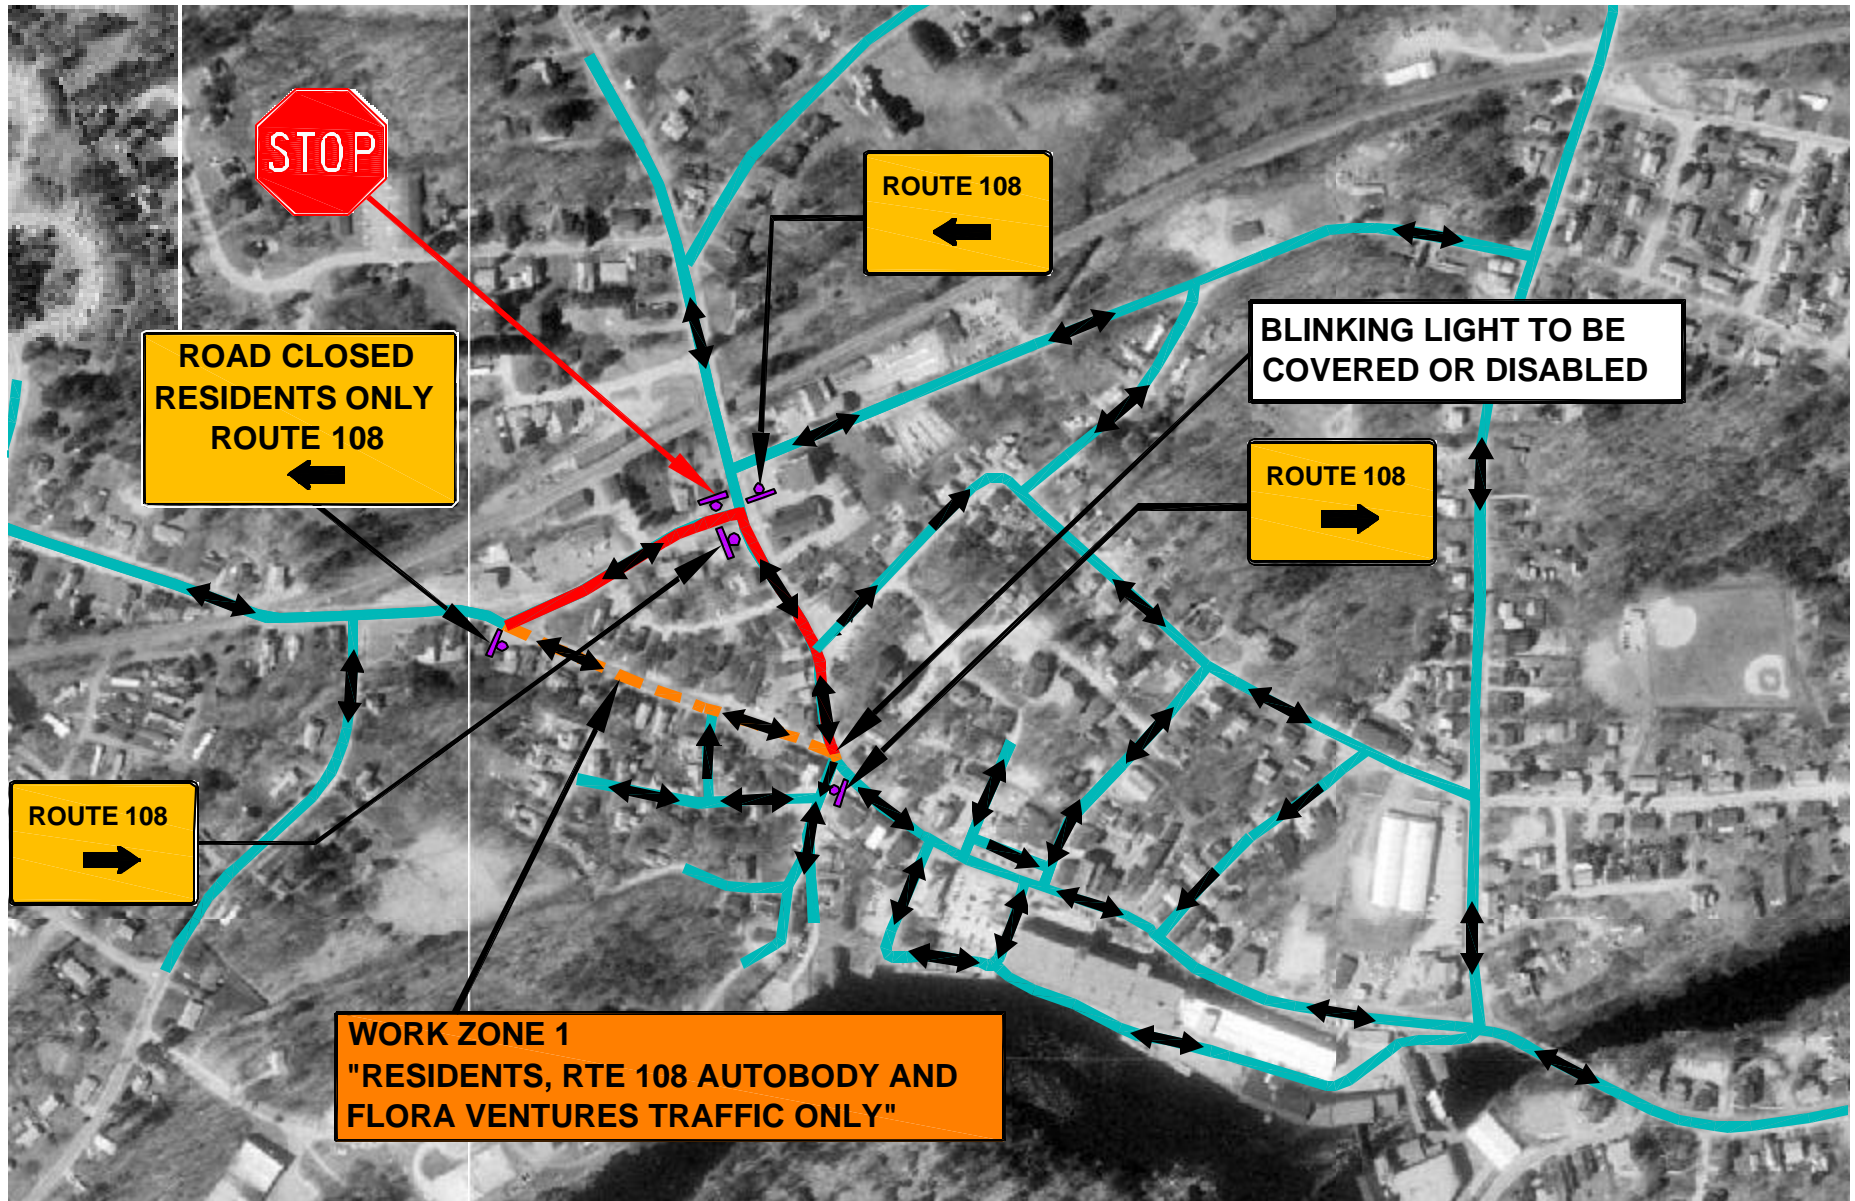 STOP
ROUTE 108
ROAD CLOSED
RESIDENTS ONLY
ROUTE 108
BLINKING LIGHT TO BE
COVERED OR DISABLED
ROUTE 108
ROUTE 108
WORK ZONE 1
"RESIDENTS, RTE 108 AUTOBODY AND
FLORA VENTURES TRAFFIC ONLY"